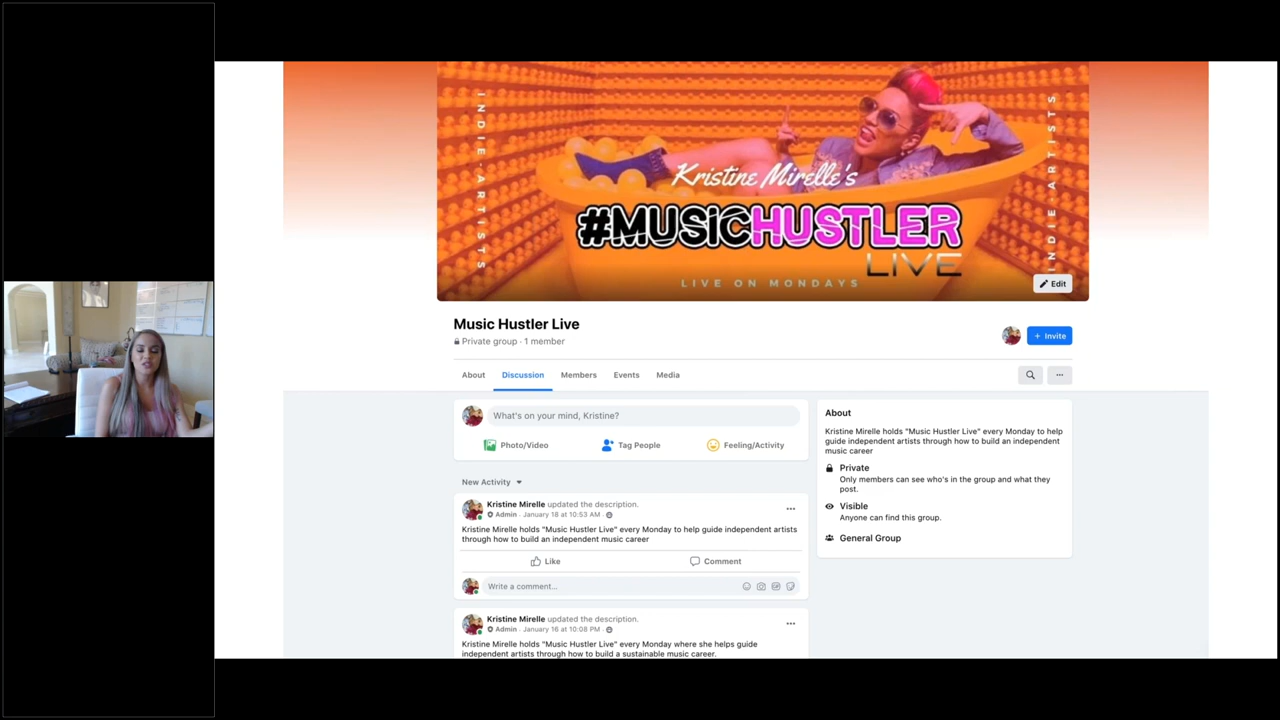 INDIE · ARTISTS
INDIE · ARTISTS
Kristine Mirelle's
#MUSICHUSTLER
LIVE
LIVE ON MONDAYS
Edit
Music Hustler Live
Private group · 1 member
+ Invite
About
Discussion
Members
Events
Media
What's on your mind, Kristine?
Photo/Video
Tag People
Feeling/Activity
New Activity
Kristine Mirelle updated the description.
Admin · January 18 at 10:53 AM ·
Kristine Mirelle holds "Music Hustler Live" every Monday to help guide independent artists
through how to build an independent music career
Like
Comment
Write a comment...
Kristine Mirelle updated the description.
Admin · January 16 at 10:08 PM ·
Kristine Mirelle holds "Music Hustler Live" every Monday where she helps guide
independent artists through how to build a sustainable music career.
About
Kristine Mirelle holds "Music Hustler Live" every Monday to help
guide independent artists through how to build an independent
music career
Private
Only members can see who's in the group and what they
post.
Visible
Anyone can find this group.
General Group